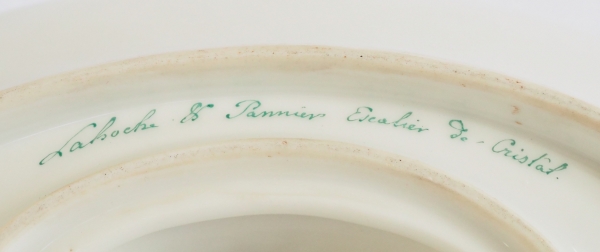 Lahoche & Pannier Escalier de Cristal.